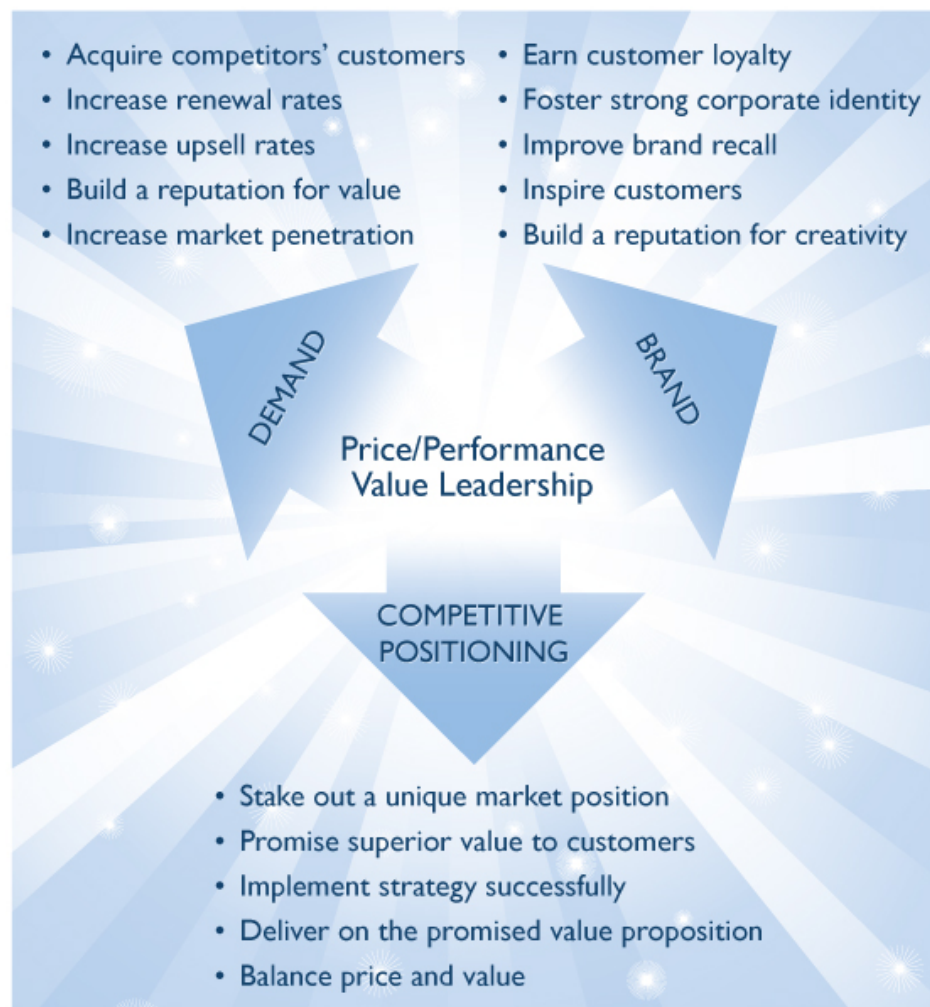 • Acquire competitors' customers
• Increase renewal rates
• Increase upsell rates
• Build a reputation for value
• Increase market penetration
• Earn customer loyalty
• Foster strong corporate identity
• Improve brand recall
• Inspire customers
• Build a reputation for creativity
DEMAND
BRAND
Price/Performance
Value Leadership
COMPETITIVE
POSITIONING
• Stake out a unique market position
• Promise superior value to customers
• Implement strategy successfully
• Deliver on the promised value proposition
• Balance price and value